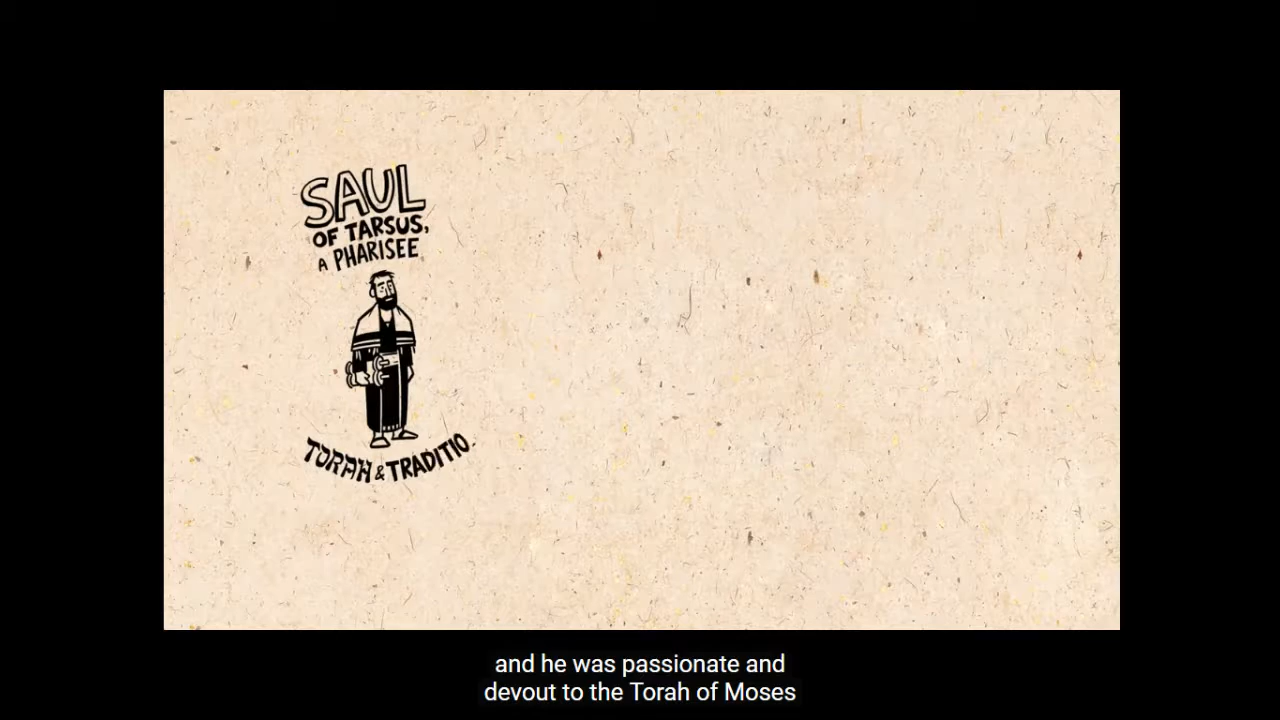 SAUL
OF TARSUS,
A PHARISEE
TORAH & TRADITIO
and he was passionate and
devout to the Torah of Moses